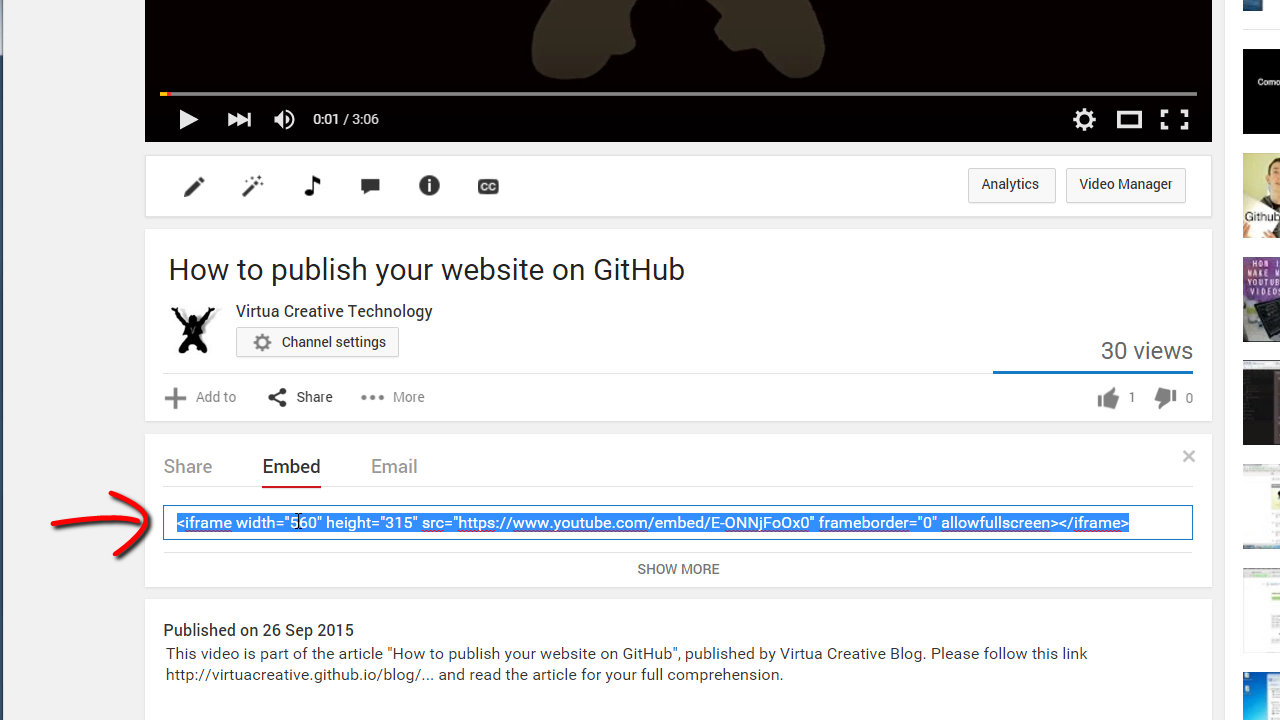 0:01 / 3:06
CC
Analytics
Video Manager
How to publish your website on GitHub
Virtua Creative Technology
Channel settings
30 views
Add to
Share
More
1
0
Share
Embed
Email
<iframe width="560" height="315" src="https://www.youtube.com/embed/E-ONNjFoOx0" frameborder="0" allowfullscreen></iframe>
SHOW MORE
Published on 26 Sep 2015
This video is part of the article "How to publish your website on GitHub", published by Virtua Creative Blog. Please follow this link
http://virtuacreative.github.io/blog/... and read the article for your full comprehension.
Como
Github